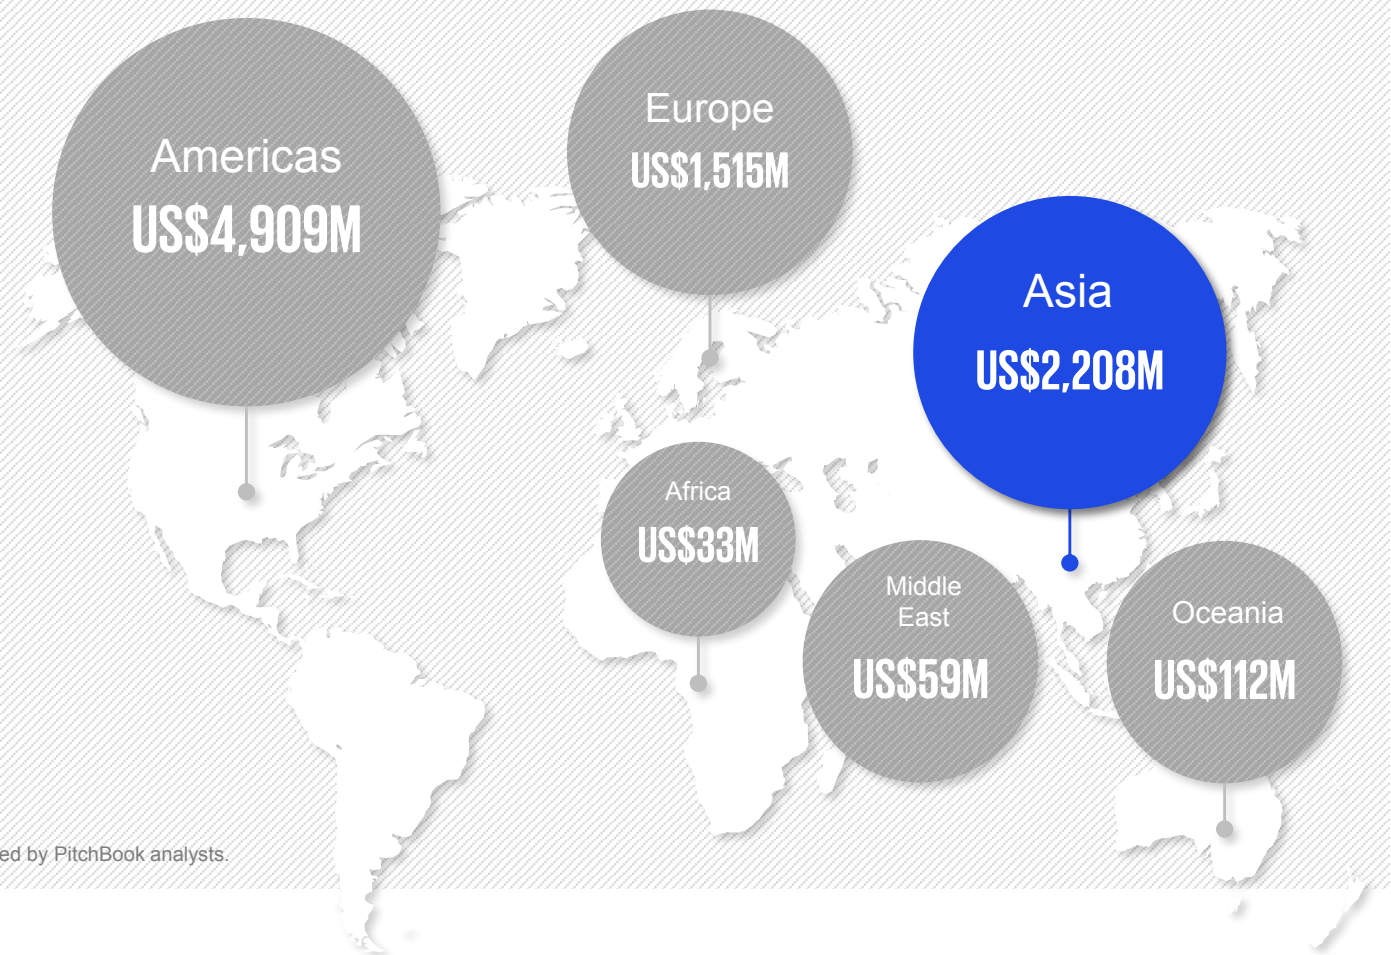 Americas
US$4,909M
Europe
US$1,515M
Asia
US$2,208M
Africa
US$33M
Middle
East
US$59M
Oceania
US$112M
by PitchBook analysts.